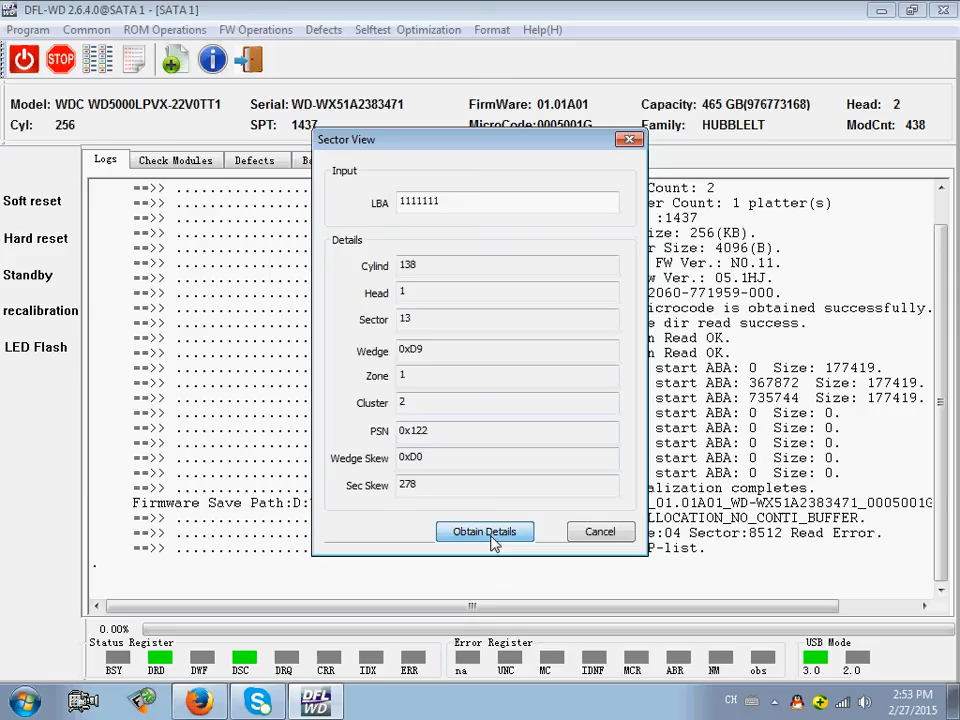 DFL-WD 2.6.4.0@SATA 1 - [SATA 1]
Program Common ROM Operations FW Operations Defects Selftest Optimization Format Help(H)
STOP
Model: WDC WD5000LPVX-22V0TT1 Serial: WD-WX51A2383471 FirmWare: 01.01A01 Capacity: 465 GB(976773168) Head: 2
Cyl: 256 SPT: 1437 MicroCode:0005001G Family: HUBBLELT ModCnt: 438
Logs Check Modules Defects
Soft reset
Hard reset
Standby
recalibration
LED Flash
Sector View
Input
LBA 1111111
Details
Cylind 138
Head 1
Sector 13
Wedge 0xD9
Zone 1
Cluster 2
PSN 0x122
Wedge Skew 0xD0
Sec Skew 278
Obtain Details Cancel
==>> .................. Count: 2
==>> .................. er Count: 1 platter(s)
==>> .................. :1437
==>> .................. ize: 256(KB).
==>> .................. r Size: 4096(B).
==>> .................. FW Ver.: N0.11.
==>> .................. w Ver.: 05.1HJ.
==>> .................. 2060-771959-000.
==>> .................. icrocode is obtained successfully.
==>> .................. e dir read success.
==>> .................. n Read OK.
==>> .................. n Read OK.
==>> .................. start ABA: 0 Size: 177419.
==>> .................. start ABA: 367872 Size: 177419.
==>> .................. start ABA: 735744 Size: 177419.
==>> .................. start ABA: 0 Size: 0.
==>> .................. start ABA: 0 Size: 0.
==>> .................. start ABA: 0 Size: 0.
==>> .................. start ABA: 0 Size: 0.
==>> .................. start ABA: 0 Size: 0.
==>> .................. alization completes.
Firmware Save Path:D: _01.01A01_WD-WX51A2383471_0005001G
==>> .................. LLOCATION_NO_CONTI_BUFFER.
==>> .................. e:04 Sector:8512 Read Error.
==>> .................. P-list.
.
0.00%
Status Register Error Register USB Mode
BSY DRD DWF DSC DRQ CRR IDX ERR na UNC MC IDNF MCR ABR NM obs 3.0 2.0
DFL WD CH 2:53 PM
2/27/2015